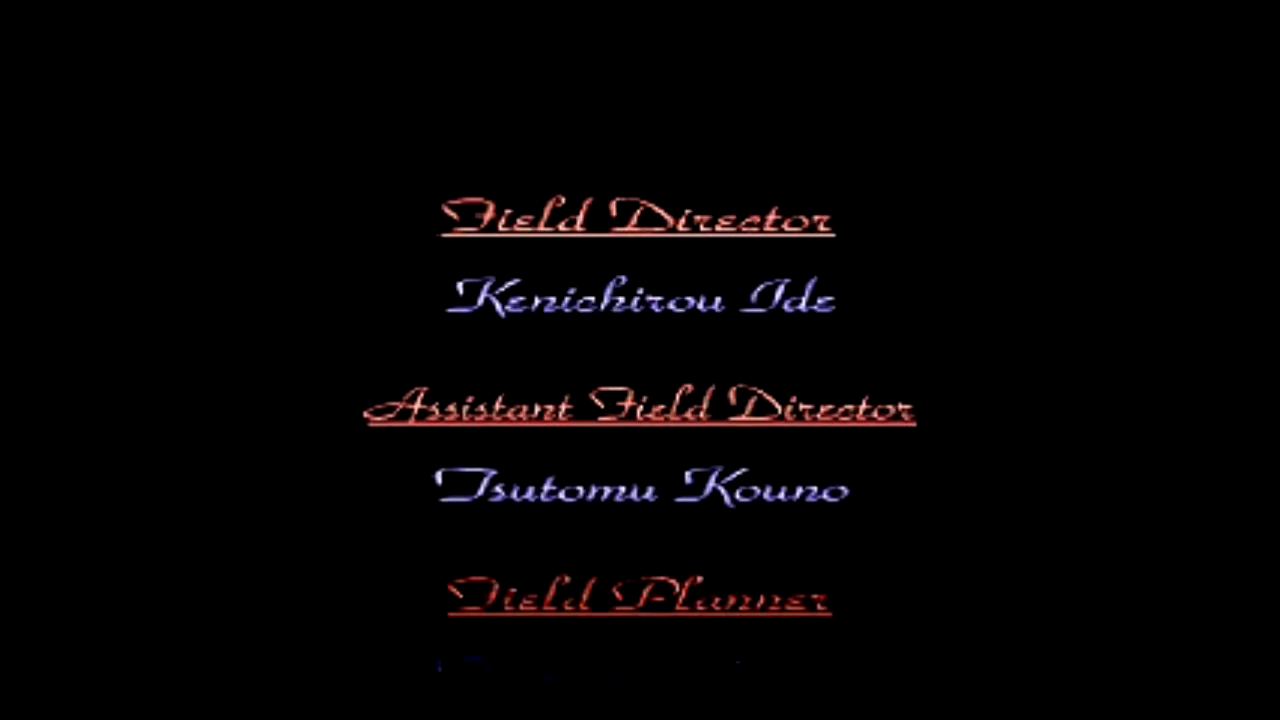 Field Director
Kenichirou Ide
Assistant Field Director
Tsutomu Kouno
Field Planner